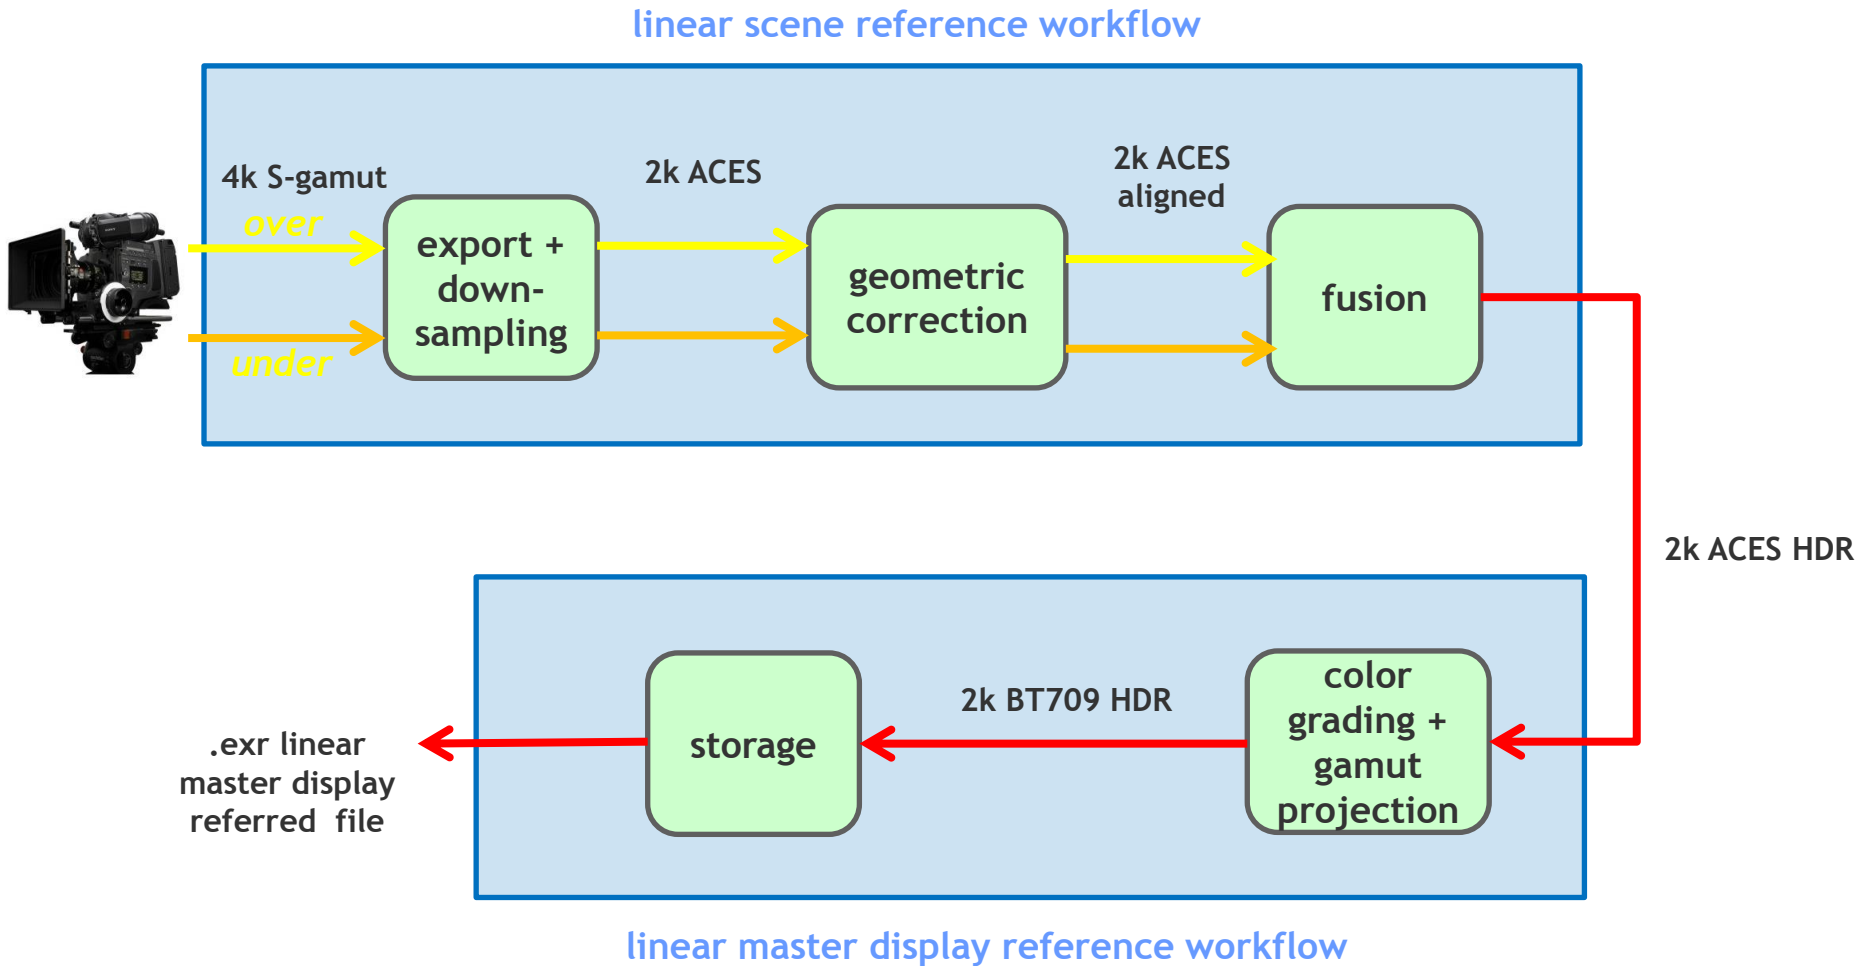 linear scene reference workflow
4k S-gamut
over
under
export +
down-
sampling
2k ACES
geometric
correction
2k ACES
aligned
fusion
2k ACES HDR
color
grading +
gamut
projection
2k BT709 HDR
storage
.exr linear
master display
referred file
linear master display reference workflow